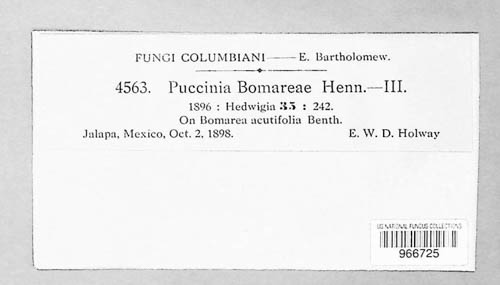 FUNGI COLUMBIANI—E. Bartholomew.
4563. Puccinia Bomareae Henn.—III.
1896 : Hedwigia 35 : 242.
On Bomarea acutifolia Benth.
Jalapa, Mexico, Oct. 2, 1898. E. W. D. Holway
US NATIONAL FUNGUS COLLECTIONS
966725